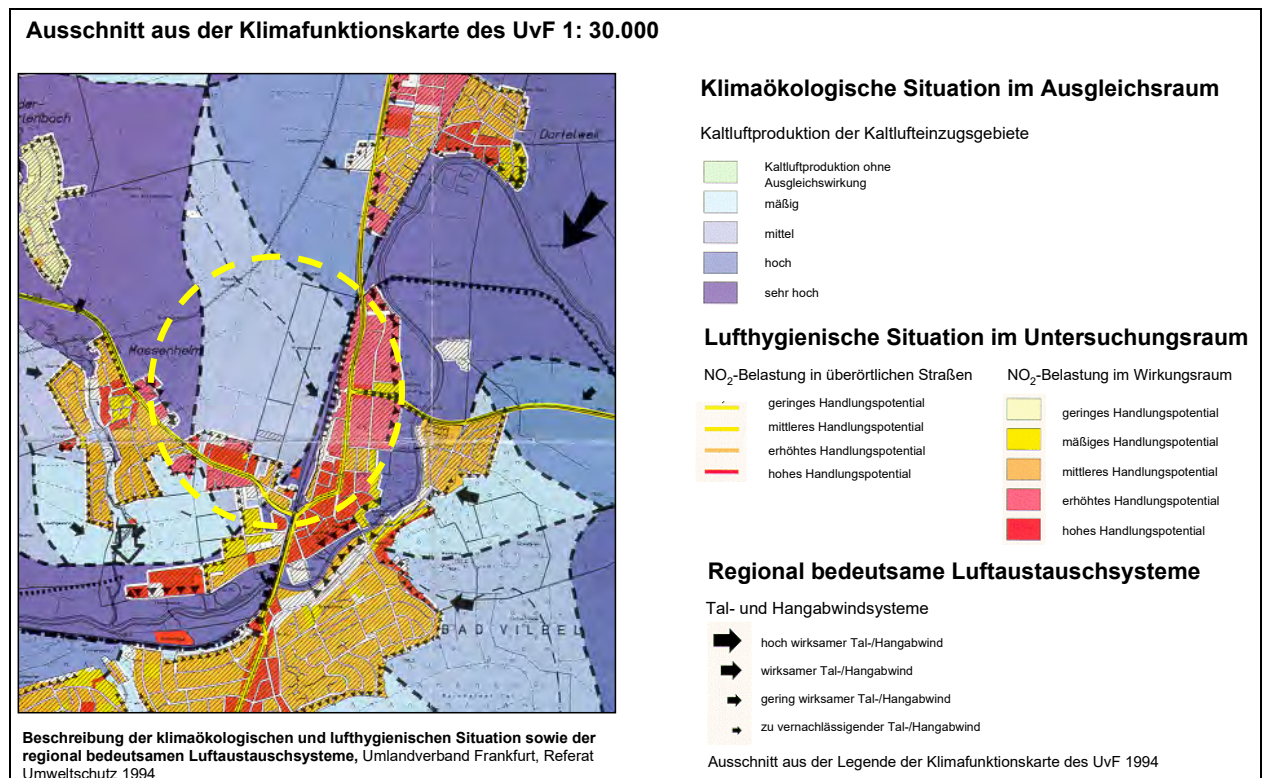 Ausschnitt aus der Klimafunktionskarte des UvF 1: 30.000
Dortelweil
Massenheim
BAD VILBEL
Beschreibung der klimaökologischen und lufthygienischen Situation sowie der
regional bedeutsamen Luftaustauschsysteme, Umlandverband Frankfurt, Referat
Umweltschutz 1994
Klimaökologische Situation im Ausgleichsraum
Kaltluftproduktion der Kaltlufteinzugsgebiete
Kaltluftproduktion ohne
Ausgleichswirkung
mäßig
mittel
hoch
sehr hoch
Lufthygienische Situation im Untersuchungsraum
NO₂-Belastung in überörtlichen Straßen
geringes Handlungspotential
mittleres Handlungspotential
erhöhtes Handlungspotential
hohes Handlungspotential
NO₂-Belastung im Wirkungsraum
geringes Handlungspotential
mäßiges Handlungspotential
mittleres Handlungspotential
erhöhtes Handlungspotential
hohes Handlungspotential
Regional bedeutsame Luftaustauschsysteme
Tal- und Hangabwindsysteme
hoch wirksamer Tal-/Hangabwind
wirksamer Tal-/Hangabwind
gering wirksamer Tal-/Hangabwind
zu vernachlässigender Tal-/Hangabwind
Ausschnitt aus der Legende der Klimafunktionskarte des UvF 1994